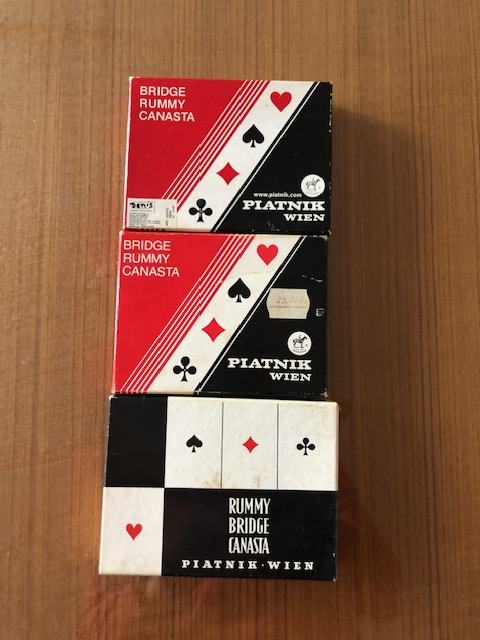 BRIDGE
RUMMY
CANASTA
www.piatnik.com
PIATNIK
WIEN
BRIDGE
RUMMY
CANASTA
PIATNIK
WIEN
RUMMY
BRIDGE
CANASTA
PIATNIK·WIEN